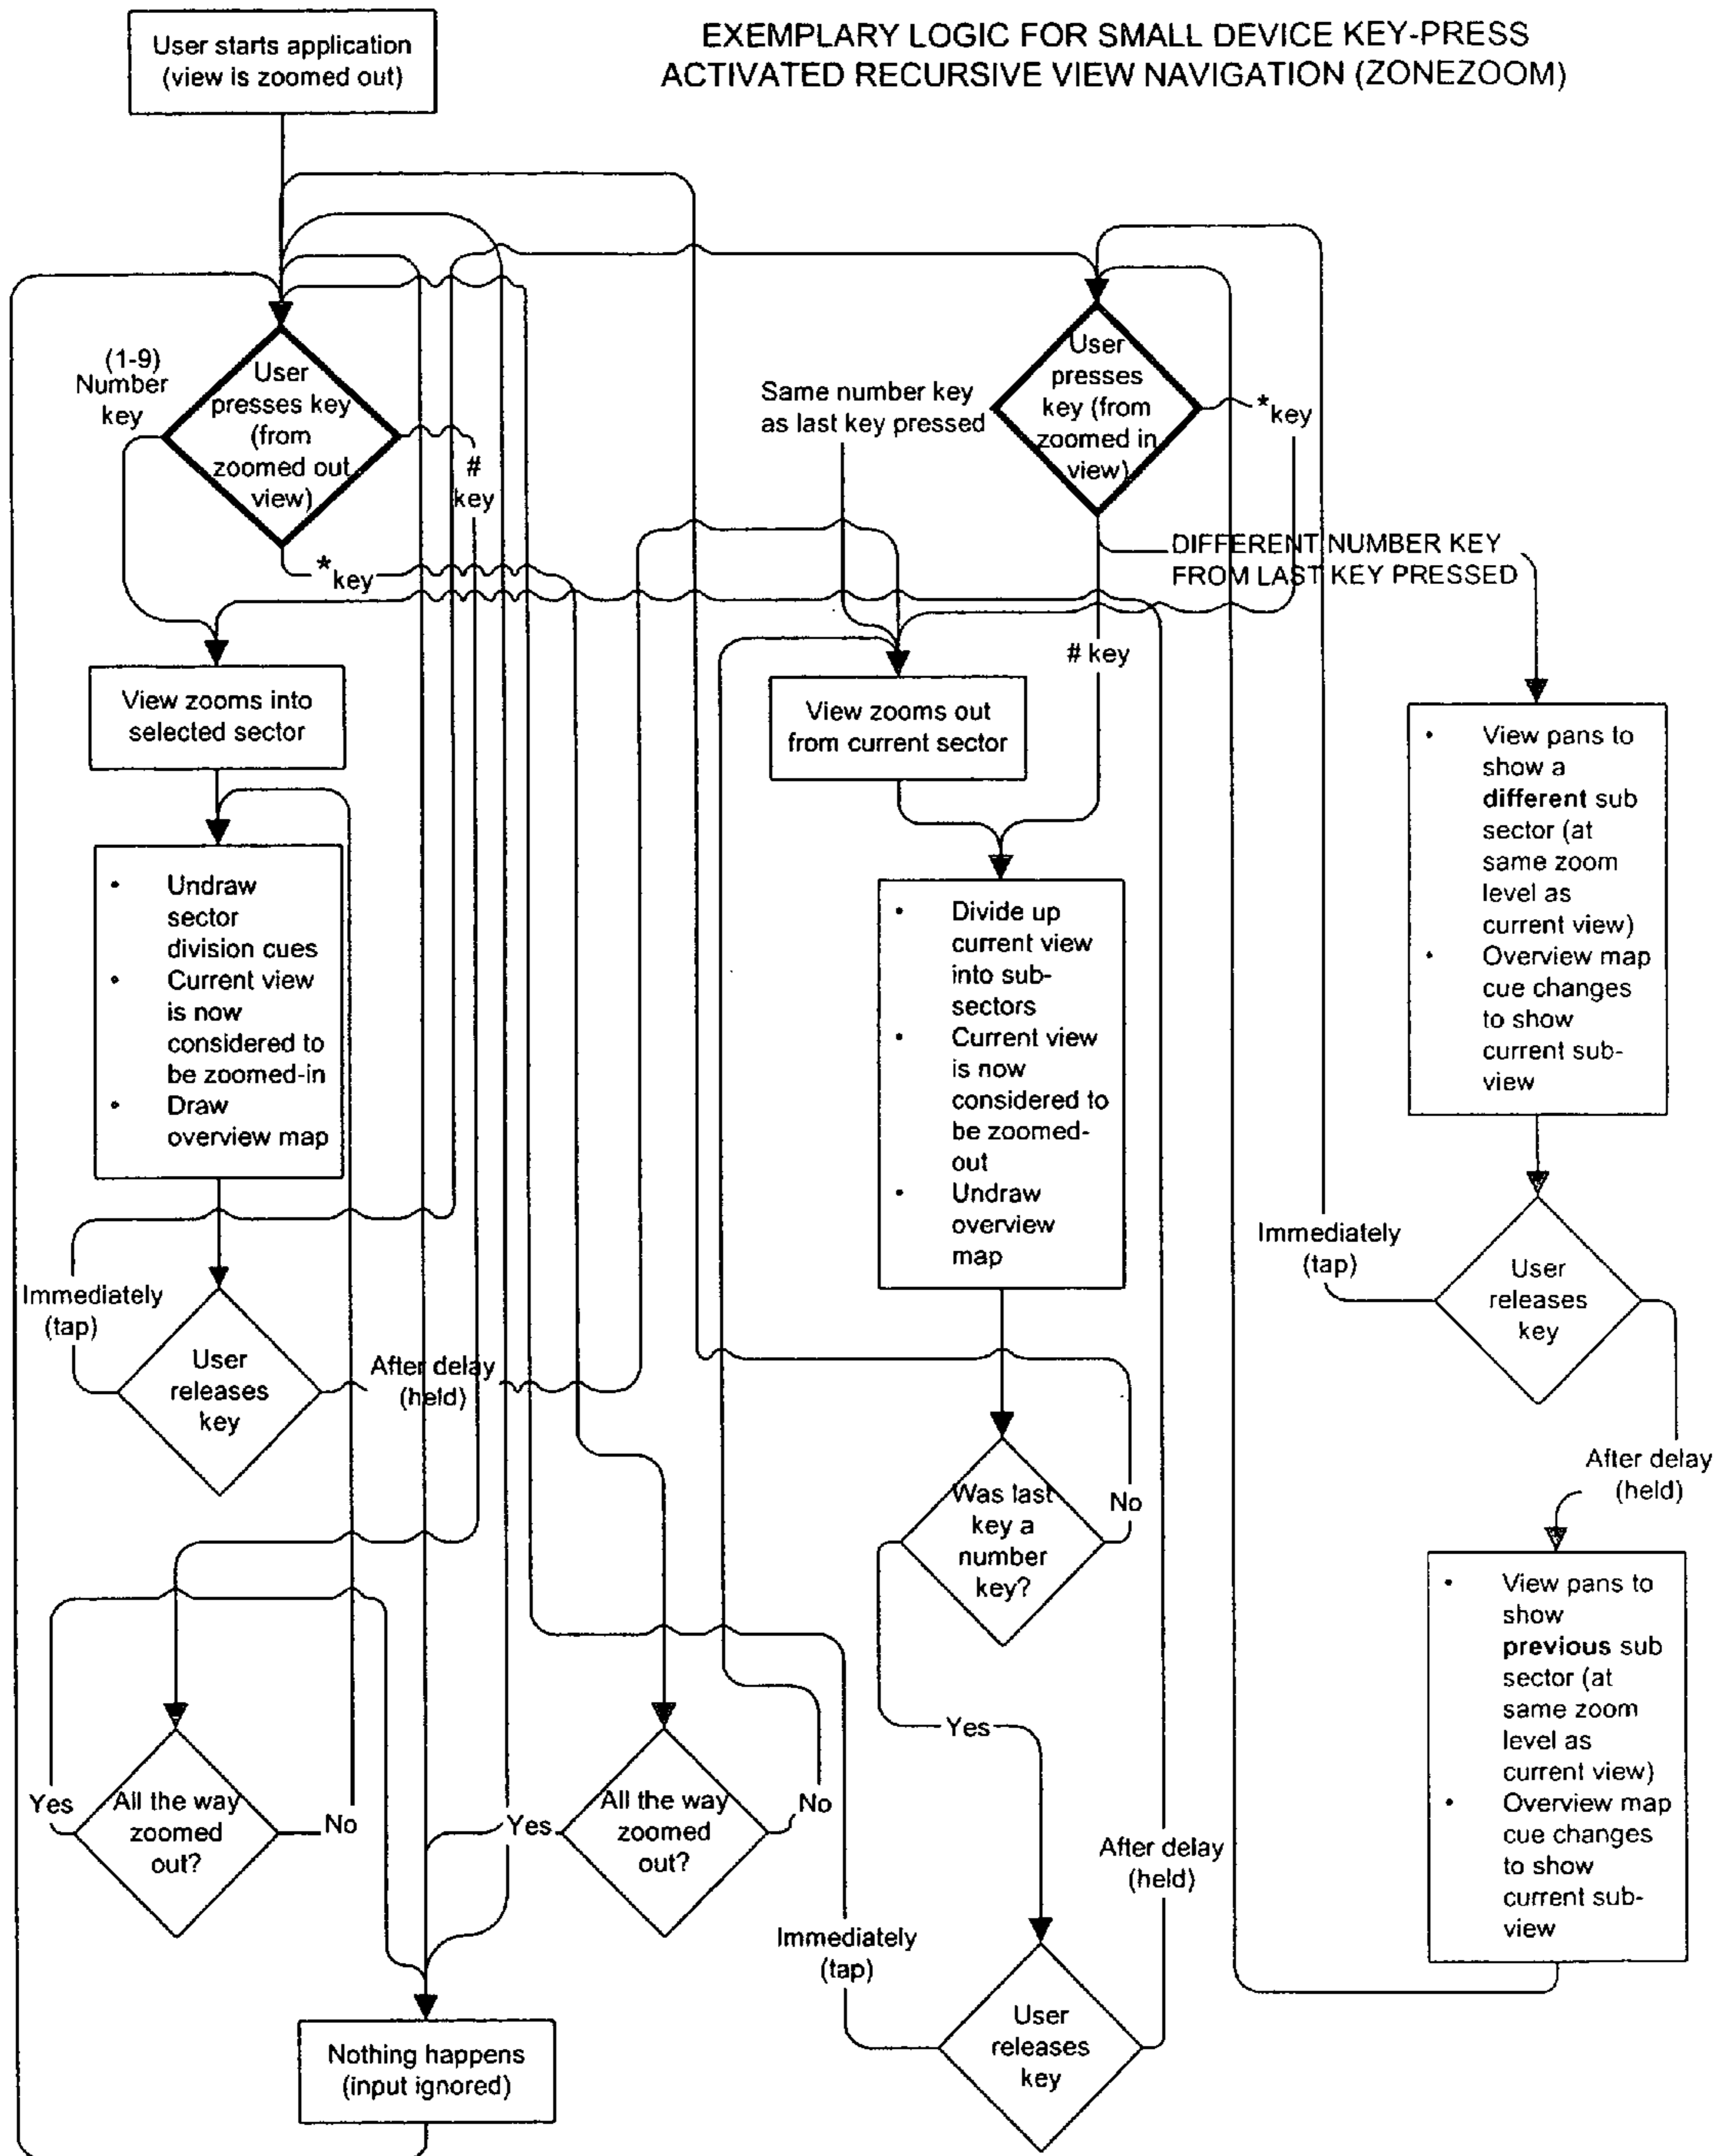 EXEMPLARY LOGIC FOR SMALL DEVICE KEY-PRESS
ACTIVATED RECURSIVE VIEW NAVIGATION (ZONEZOOM)
User starts application
(view is zoomed out)
(1-9)
Number
key
User
presses key
(from
zoomed out
view)
#
key
*key
Same number key
as last key pressed
User
presses
key (from
zoomed in
view)
*key
DIFFERENT NUMBER KEY
FROM LAST KEY PRESSED
# key
View zooms into
selected sector
View zooms out
from current sector
• View pans to
show a
different sub
sector (at
same zoom
level as
current view)
• Overview map
cue changes
to show
current sub-
view
• Undraw
sector
division cues
• Current view
is now
considered to
be zoomed-in
• Draw
overview map
• Divide up
current view
into sub-
sectors
• Current view
is now
considered to
be zoomed-
out
• Undraw
overview
map
Immediately
(tap)
User
releases
key
After delay
(held)
Immediately
(tap)
User
releases
key
After delay
(held)
Was last
key a
number
key?
No
Yes
• View pans to
show
previous sub
sector (at
same zoom
level as
current view)
• Overview map
cue changes
to show
current sub-
view
Yes
All the way
zoomed
out?
No
Yes
All the way
zoomed
out?
No
After delay
(held)
Immediately
(tap)
User
releases
key
Nothing happens
(input ignored)